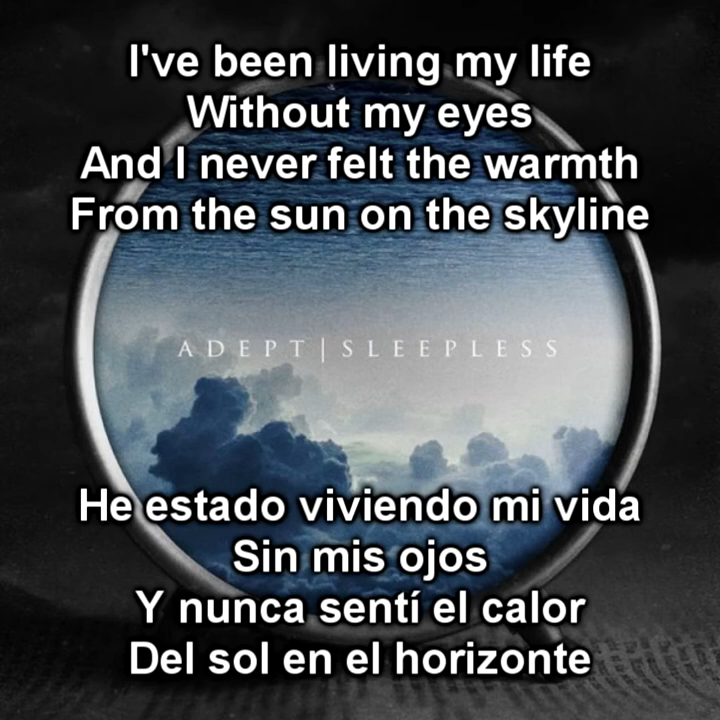 I've been living my life
Without my eyes
And I never felt the warmth
From the sun on the skyline
ADEPT | SLEEPLESS
He estado viviendo mi vida
Sin mis ojos
Y nunca sentí el calor
Del sol en el horizonte